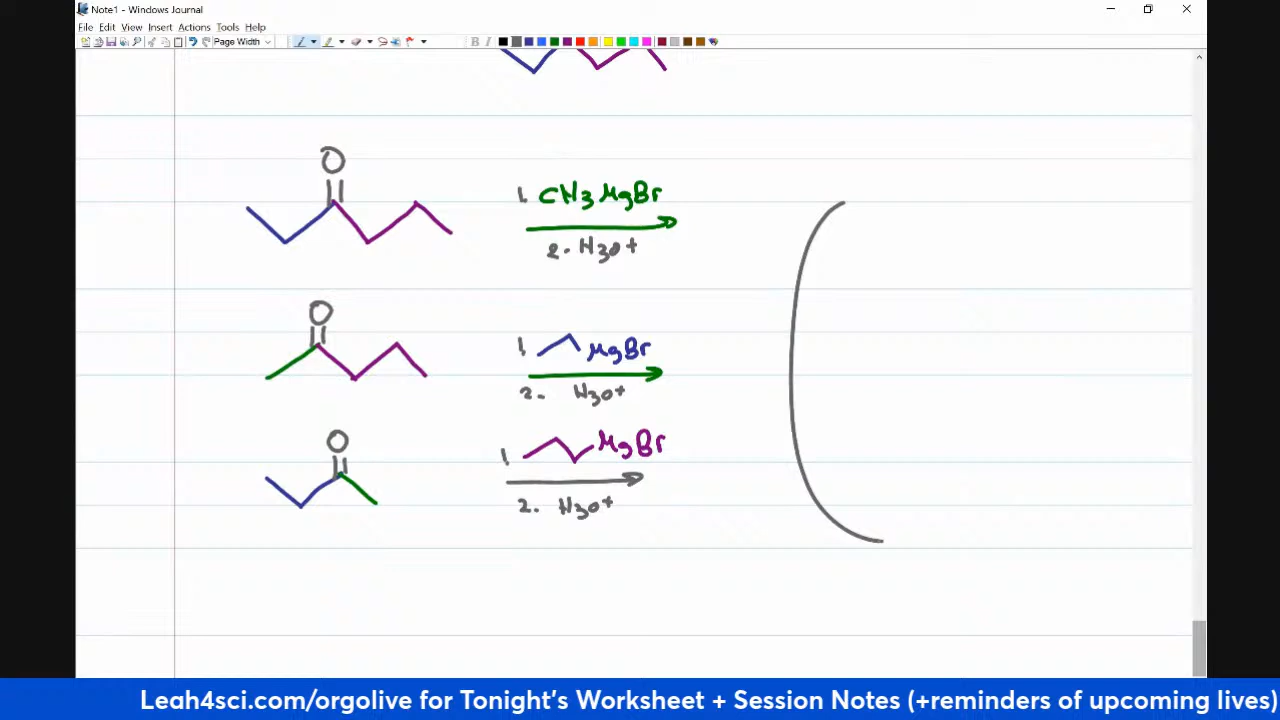 Note1 - Windows Journal
File Edit View Insert Actions Tools Help
Page Width B I
O
1. CH3MgBr
2. H3O+
O
1. MgBr
2. H3O+
O
1. MgBr
2. H3O+
Leah4sci.com/orgolive for Tonight's Worksheet + Session Notes (+reminders of upcoming lives)